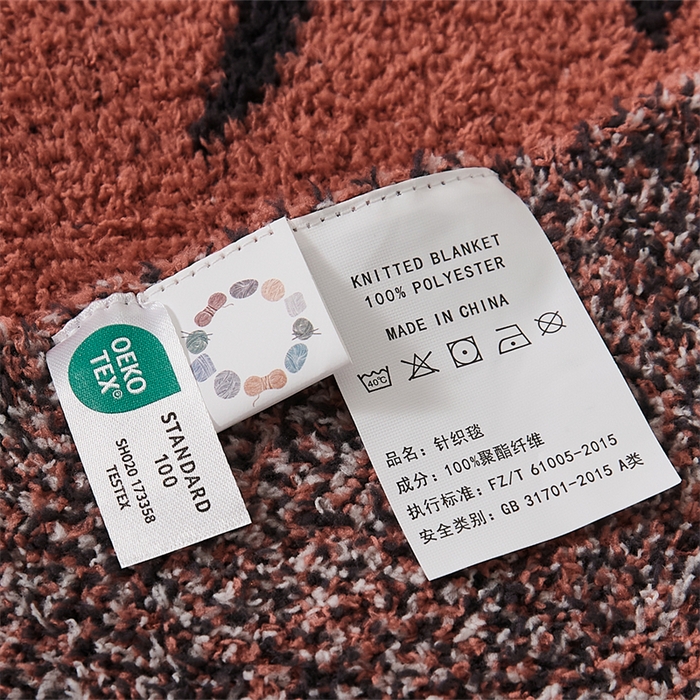 OEKO
TEX®
STANDARD
100
SH020 173358
TESTEX
KNITTED BLANKET
100% POLYESTER
MADE IN CHINA
40℃
品名：针织毯
成分：100%聚酯纤维
执行标准：FZ/T 61005-2015
安全类别：GB 31701-2015 A类